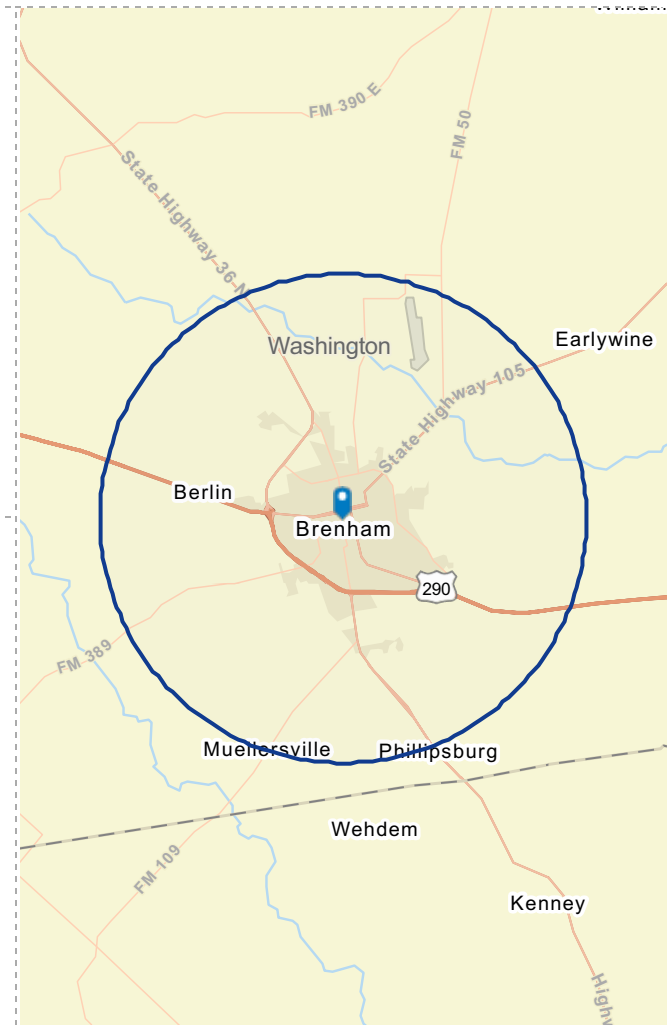 FM 390 E
FM 50
State Highway 36 N
Earlywine
Washington
State Highway 105
Berlin
Brenham
290
FM 389
Muellersville
Phillipsburg
Wehdem
FM 109
Kenney